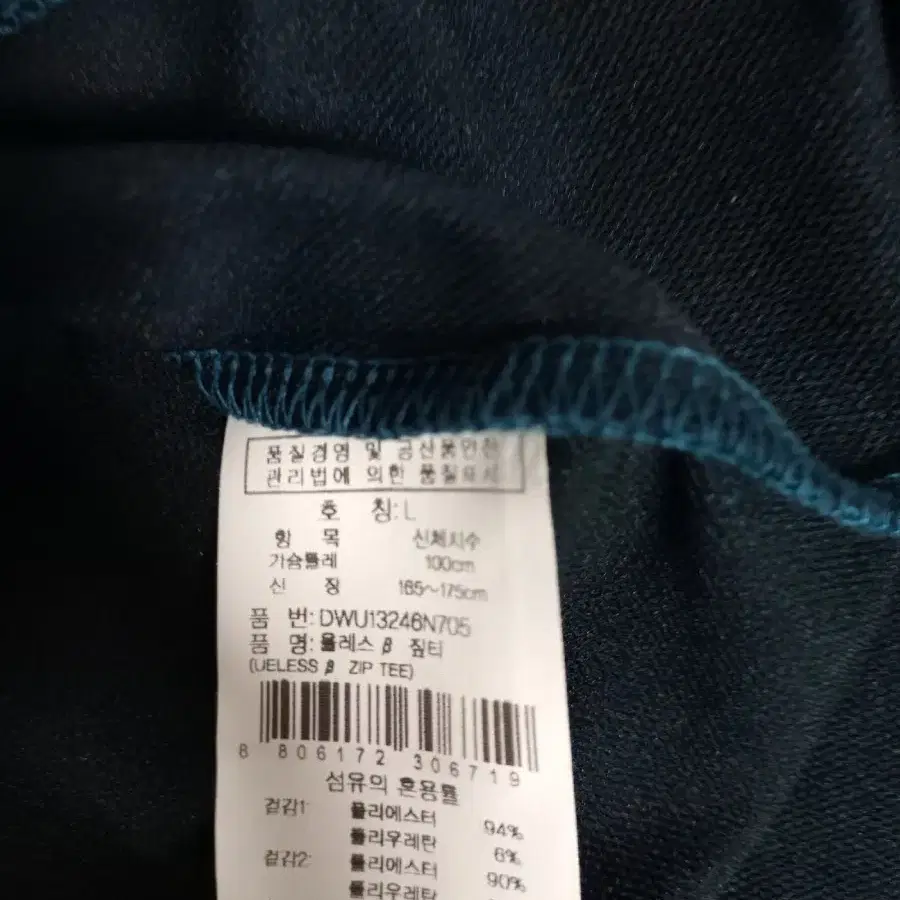 품질경영 및 공산품안전
관리법에 의한 품질표시
호 칭: L
항 목 신체치수
가슴둘레 100cm
신 장 165~175cm
품 번: DWU13246N705
품 명: 울레스 β 짚티
(UELESS β ZIP TEE)
8 806172 306719
섬유의 혼용률
겉감1: 폴리에스터 94%
폴리우레탄 6%
겉감2: 폴리에스터 90%
폴리우레탄